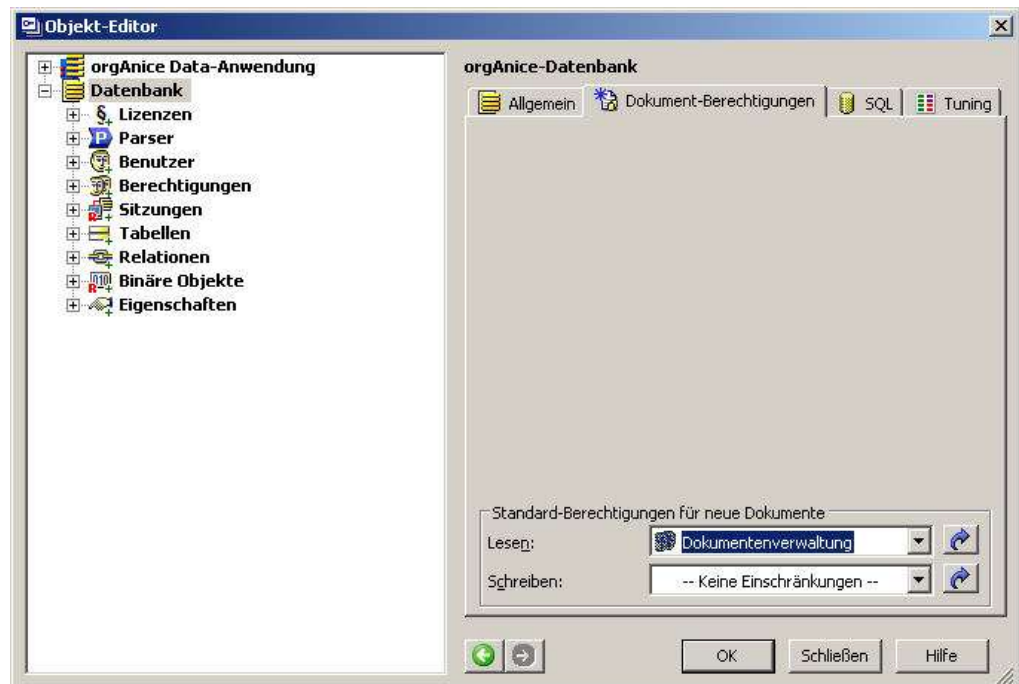 Objekt-Editor
orgAnice Data-Anwendung
Datenbank
Lizenzen
Parser
Benutzer
Berechtigungen
Sitzungen
Tabellen
Relationen
Binäre Objekte
Eigenschaften
orgAnice-Datenbank
Allgemein Dokument-Berechtigungen SQL Tuning
Standard-Berechtigungen für neue Dokumente
Lesen: Dokumentenverwaltung
Schreiben: -- Keine Einschränkungen --
OK Schließen Hilfe